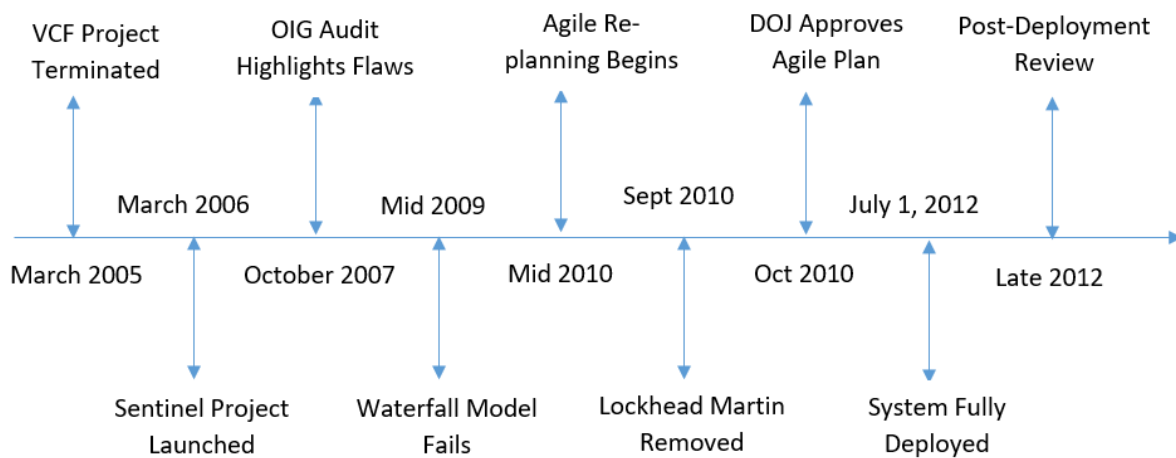 VCF Project
Terminated
OIG Audit
Highlights Flaws
Agile Re-
planning Begins
DOJ Approves
Agile Plan
Post-Deployment
Review
March 2006
Mid 2009
Sept 2010
July 1, 2012
March 2005
October 2007
Mid 2010
Oct 2010
Late 2012
Sentinel Project
Launched
Waterfall Model
Fails
Lockhead Martin
Removed
System Fully
Deployed